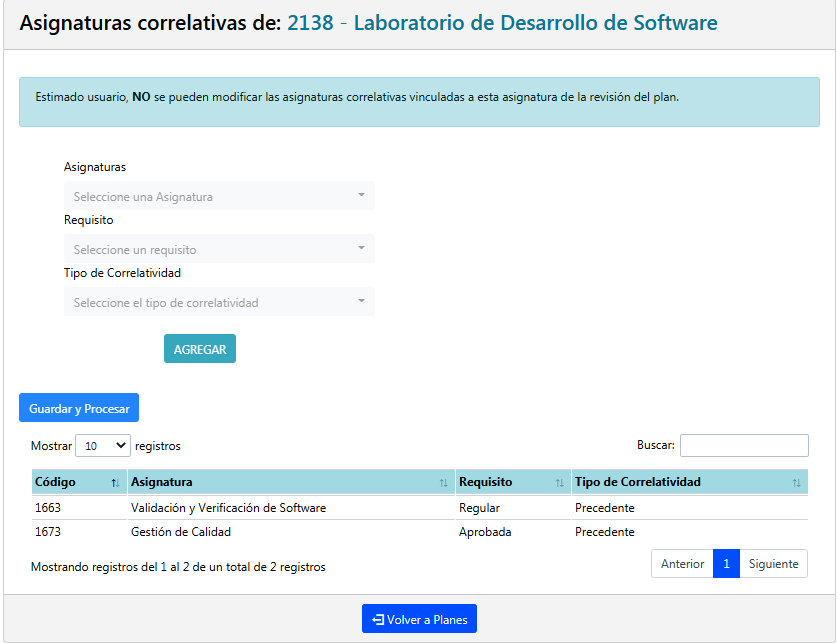 Asignaturas correlativas de: 2138 - Laboratorio de Desarrollo de Software
Estimado usuario, NO se pueden modificar las asignaturas correlativas vinculadas a esta asignatura de la revisión del plan.
Asignaturas
Seleccione una Asignatura
Requisito
Seleccione un requisito
Tipo de Correlatividad
Seleccione el tipo de correlatividad
AGREGAR
Guardar y Procesar
Mostrar 10 registros Buscar:
Código Asignatura Requisito Tipo de Correlatividad
1663 Validación y Verificación de Software Regular Precedente
1673 Gestión de Calidad Aprobada Precedente
Mostrando registros del 1 al 2 de un total de 2 registros Anterior 1 Siguiente
Volver a Planes